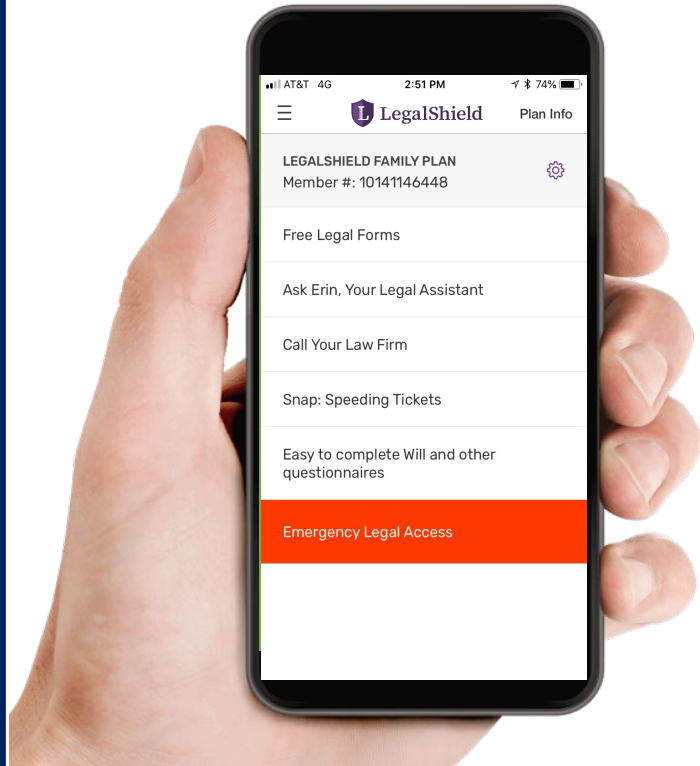 AT&T 4G 2:51 PM 74%
L LegalShield Plan Info
LEGALSHIELD FAMILY PLAN
Member #: 10141146448
Free Legal Forms
Ask Erin, Your Legal Assistant
Call Your Law Firm
Snap: Speeding Tickets
Easy to complete Will and other
questionnaires
Emergency Legal Access